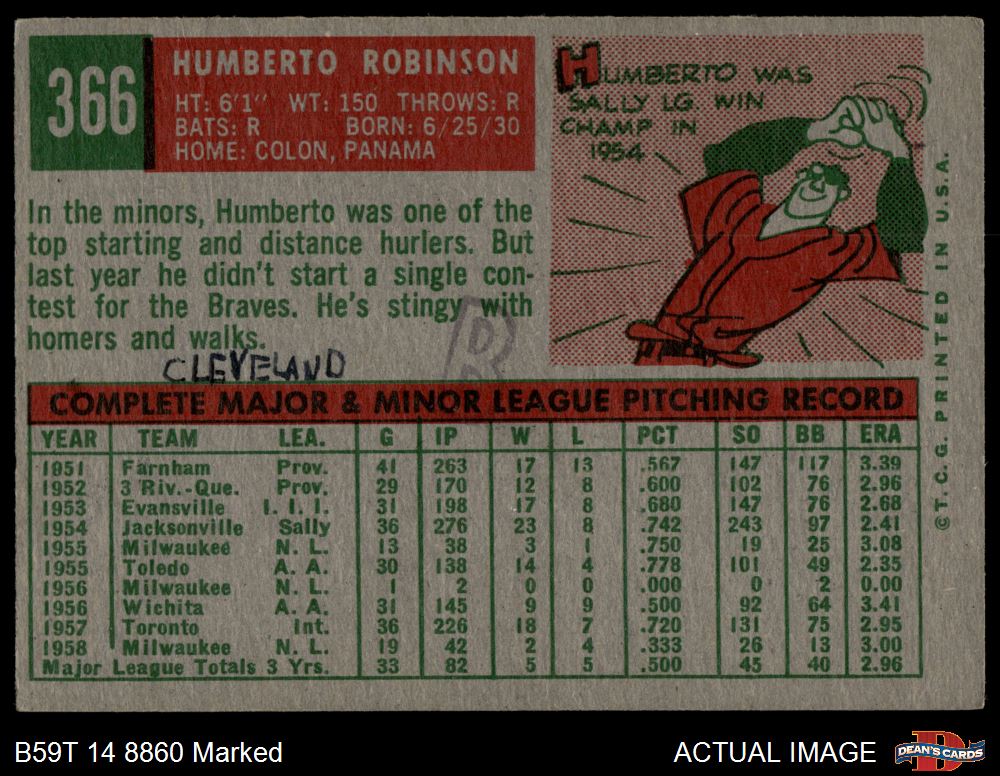 366
HUMBERTO ROBINSON
HT: 6'1" WT: 150 THROWS: R
BATS: R BORN: 6/25/30
HOME: COLON, PANAMA
HUMBERTO WAS
SALLY LG. WIN
CHAMP IN
1954
In the minors, Humberto was one of the
top starting and distance hurlers. But
last year he didn't start a single con-
test for the Braves. He's stingy with
homers and walks.
CLEVELAND
COMPLETE MAJOR & MINOR LEAGUE PITCHING RECORD
YEAR TEAM LEA. G IP W L PCT SO BB ERA
1951 Farnham Prov. 41 263 17 13 .567 147 117 3.39
1952 3 Riv.-Que. Prov. 29 170 12 8 .600 102 76 2.96
1953 Evansville I. I. I. 31 198 17 8 .680 147 76 2.68
1954 Jacksonville Sally 36 276 23 8 .742 243 97 2.41
1955 Milwaukee N. L. 13 38 3 1 .750 19 25 3.08
1955 Toledo A. A. 30 138 14 4 .778 101 49 2.35
1956 Milwaukee N. L. 1 2 0 0 .000 0 2 0.00
1956 Wichita A. A. 31 145 9 9 .500 92 64 3.41
1957 Toronto Int. 36 226 18 7 .720 131 75 2.95
1958 Milwaukee N. L. 19 42 2 4 .333 26 13 3.00
Major League Totals 3 Yrs. 33 82 5 5 .500 45 40 2.96
© T. C. G. PRINTED IN U.S.A.
B59T 14 8860 Marked
ACTUAL IMAGE
DEAN'S CARDS